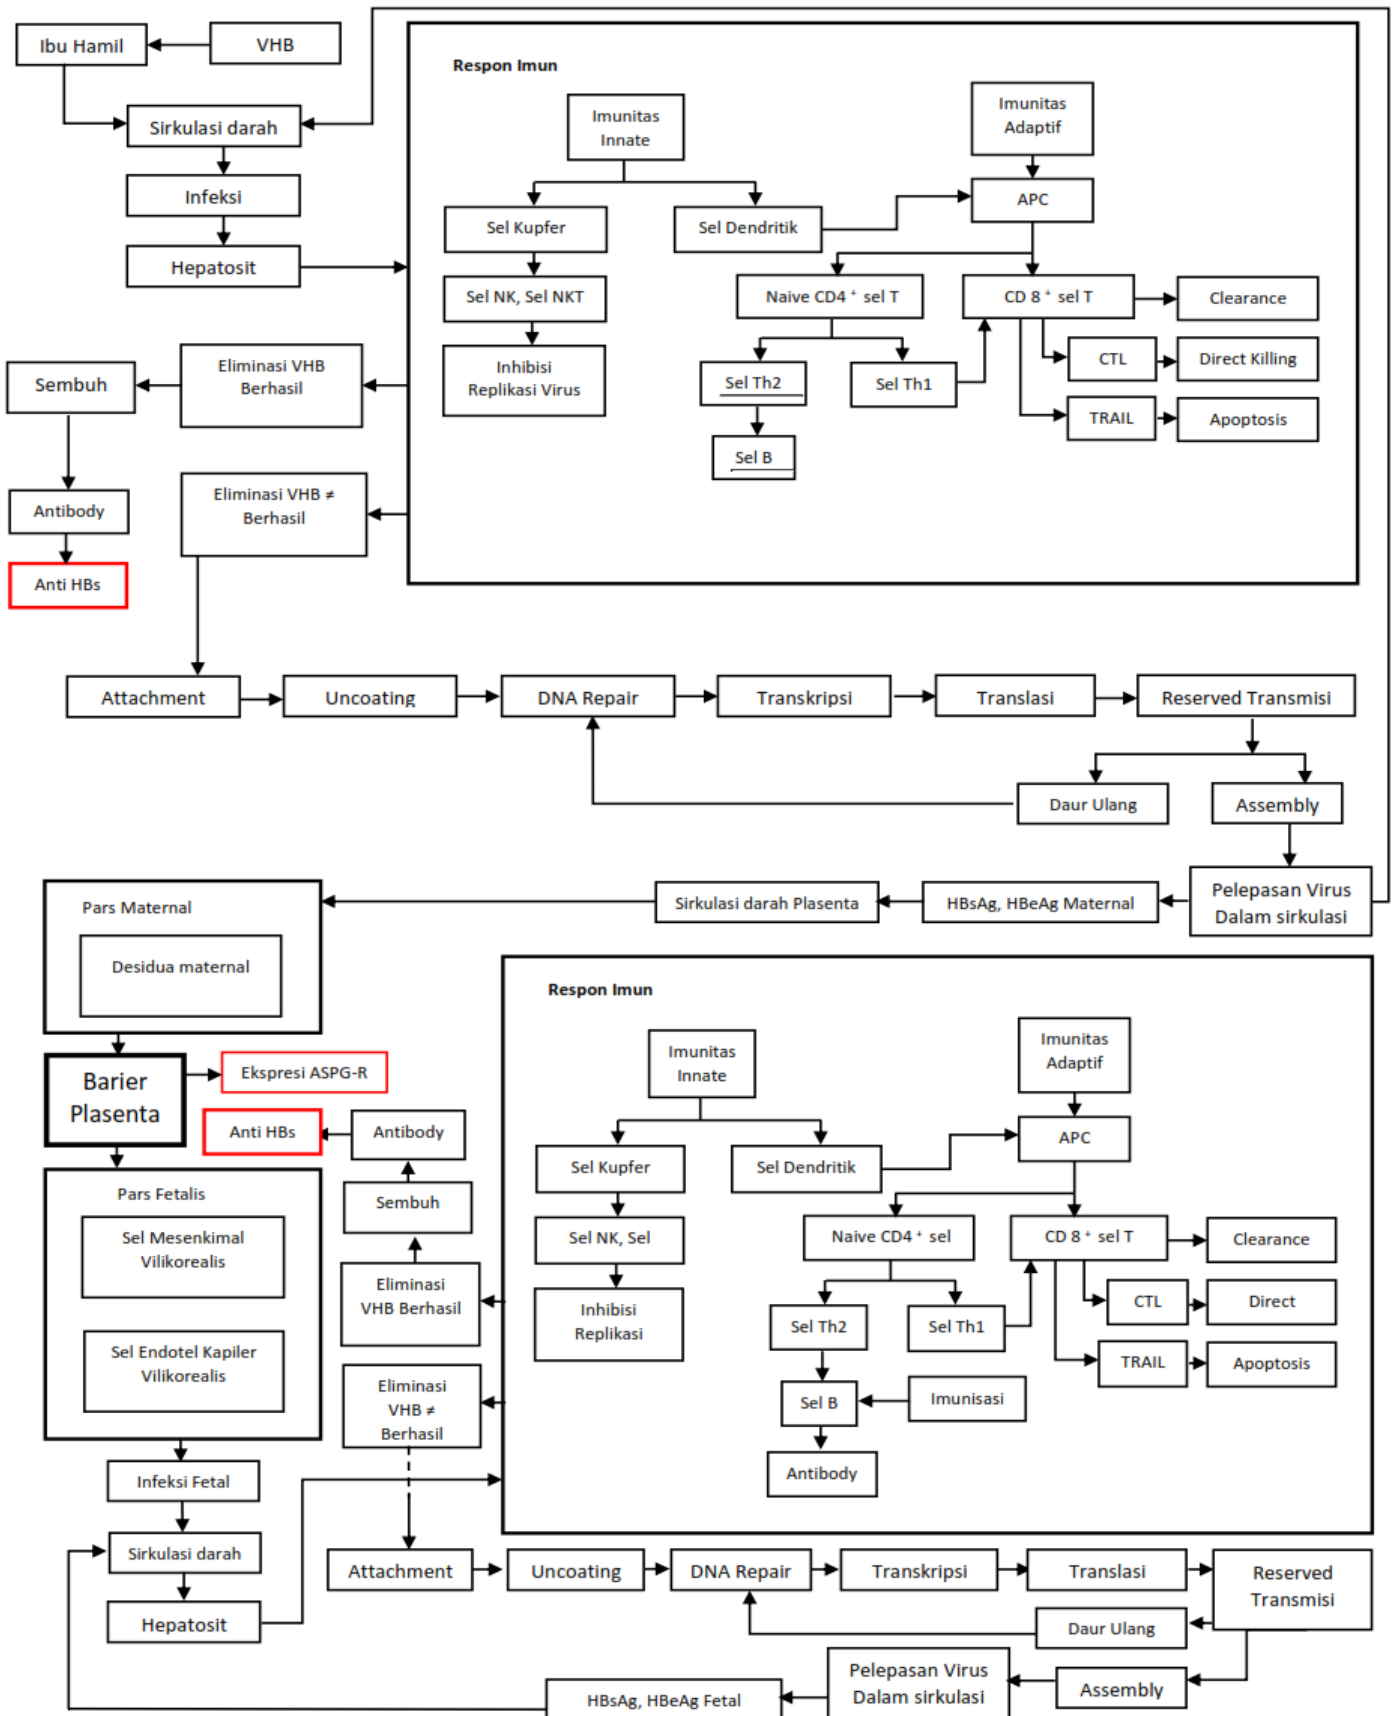 Ibu Hamil
VHB
Sirkulasi darah
Infeksi
Hepatosit
Respon Imun
Imunitas
Innate
Imunitas
Adaptif
Sel Kupfer
Sel Dendritik
APC
Sel NK, Sel NKT
Naive CD4 + sel T
CD 8 + sel T
Clearance
Inhibisi
Replikasi Virus
Sel Th2
Sel Th1
CTL
Direct Killing
TRAIL
Apoptosis
Sel B
Eliminasi VHB
Berhasil
Sembuh
Eliminasi VHB ≠
Berhasil
Antibody
Anti HBs
Attachment
Uncoating
DNA Repair
Transkripsi
Translasi
Reserved Transmisi
Daur Ulang
Assembly
Pelepasan Virus
Dalam sirkulasi
HBsAg, HBeAg Maternal
Sirkulasi darah Plasenta
Pars Maternal
Desidua maternal
Barier
Plasenta
Ekspresi ASPG-R
Anti HBs
Antibody
Sembuh
Eliminasi
VHB Berhasil
Eliminasi
VHB ≠
Berhasil
Pars Fetalis
Sel Mesenkimal
Vilikorealis
Sel Endotel Kapiler
Vilikorealis
Infeksi Fetal
Sirkulasi darah
Hepatosit
Respon Imun
Imunitas
Innate
Imunitas
Adaptif
Sel Kupfer
Sel Dendritik
APC
Sel NK, Sel
Naive CD4 + sel
CD 8 + sel T
Clearance
Inhibisi
Replikasi
Sel Th2
Sel Th1
CTL
Direct
TRAIL
Apoptosis
Sel B
Imunisasi
Antibody
Attachment
Uncoating
DNA Repair
Transkripsi
Translasi
Reserved
Transmisi
Daur Ulang
Assembly
Pelepasan Virus
Dalam sirkulasi
HBsAg, HBeAg Fetal